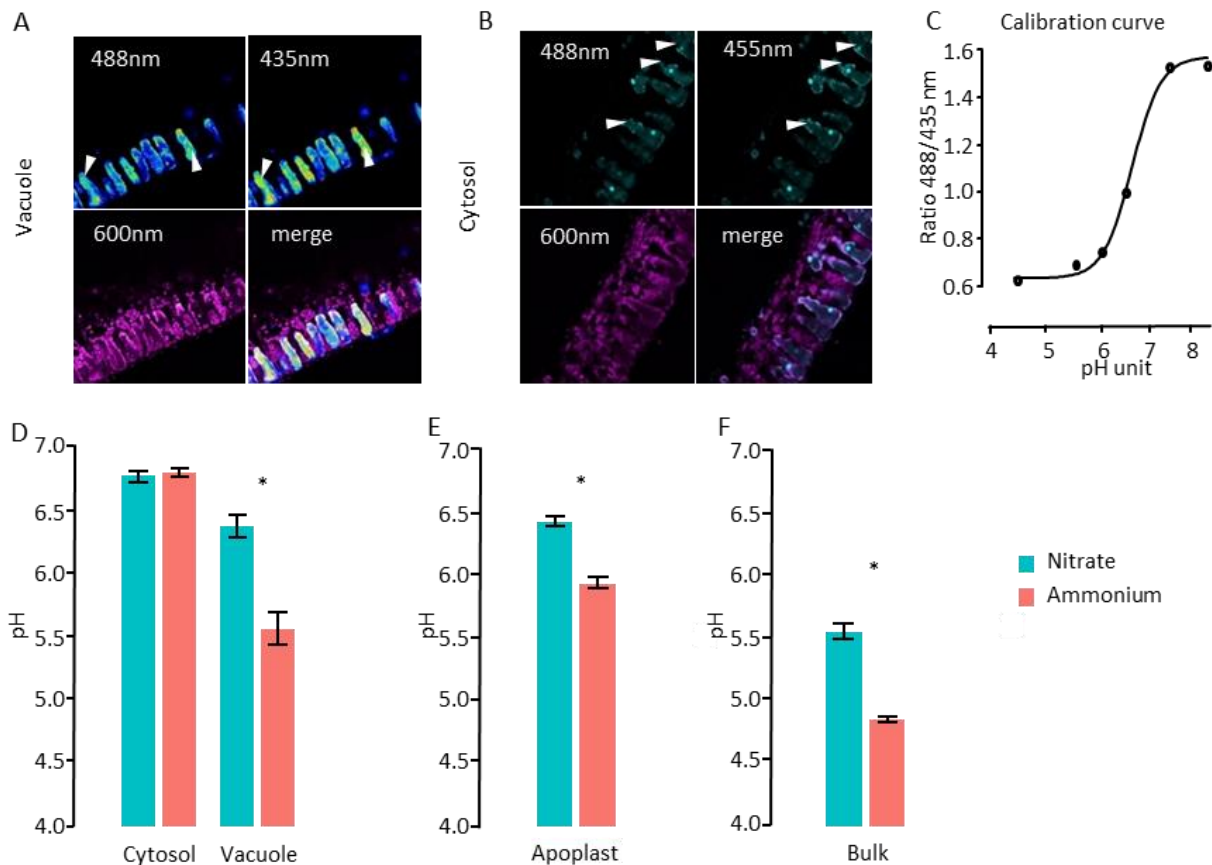 A
Vacuole
488nm
435nm
600nm
merge
B
Cytosol
488nm
455nm
600nm
merge
C
Calibration curve
Ratio 488/435 nm
1.6
1.4
1.2
1.0
0.8
0.6
4 5 6 7 8
pH unit
D
pH
7.0
6.5
6.0
5.5
5.0
4.5
4.0
*
Cytosol Vacuole
E
pH
7.0
6.5
6.0
5.5
5.0
4.5
4.0
*
Apoplast
F
pH
7.0
6.5
6.0
5.5
5.0
4.5
4.0
*
Bulk
Nitrate
Ammonium